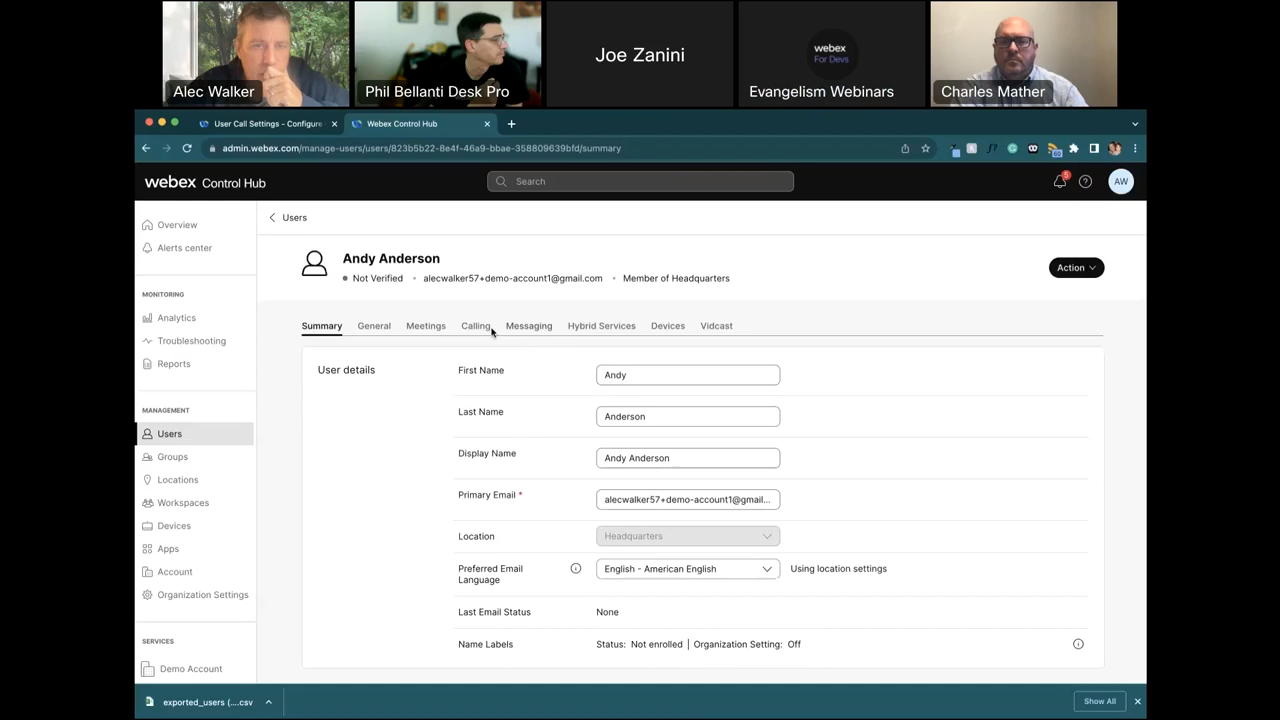 Joe Zanini
webex
For Devs
Alec Walker
Phil Bellanti Desk Pro
Evangelism Webinars
Charles Mather
User Call Settings - Configure
Webex Control Hub
admin.webex.com/manage-users/users/823b5b22-8e4f-46a9-bbae-358809639bfd/summary
webex Control Hub
Search
5
AW
Overview
Alerts center
MONITORING
Analytics
Troubleshooting
Reports
MANAGEMENT
Users
Groups
Locations
Workspaces
Devices
Apps
Account
Organization Settings
SERVICES
Demo Account
Users
Andy Anderson
Not Verified • alecwalker57+demo-account1@gmail.com • Member of Headquarters
Action
Summary General Meetings Calling Messaging Hybrid Services Devices Vidcast
User details
First Name Andy
Last Name Anderson
Display Name Andy Anderson
Primary Email * alecwalker57+demo-account1@gmail...
Location Headquarters
Preferred Email
Language
English - American English Using location settings
Last Email Status None
Name Labels Status: Not enrolled | Organization Setting: Off
exported_users (....csv
Show All